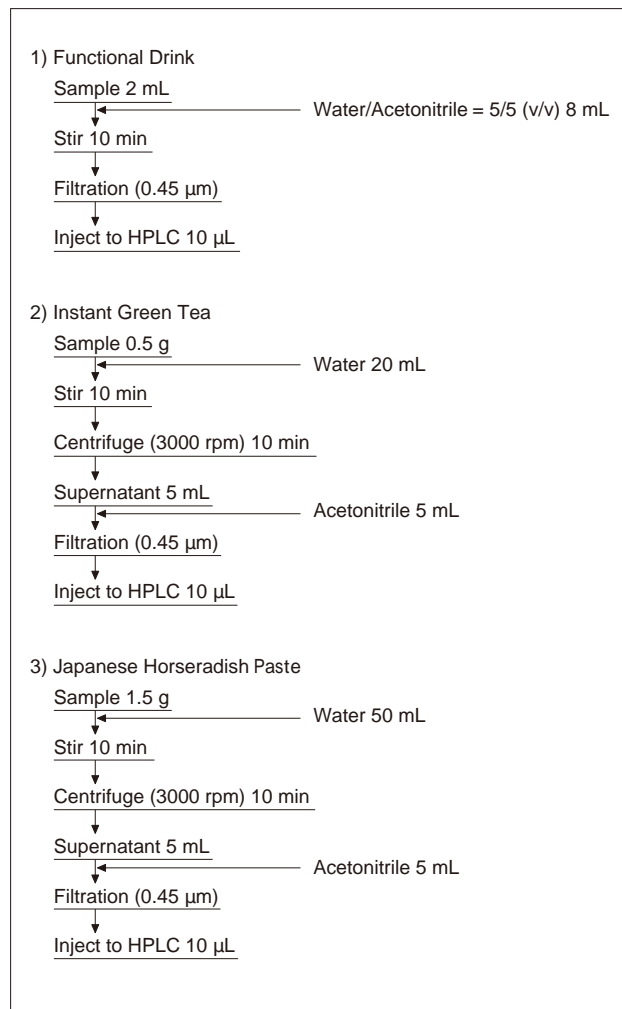 1) Functional Drink
Sample 2 mL
Water/Acetonitrile = 5/5 (v/v) 8 mL
Stir 10 min
Filtration (0.45 µm)
Inject to HPLC 10 µL
2) Instant Green Tea
Sample 0.5 g
Water 20 mL
Stir 10 min
Centrifuge (3000 rpm) 10 min
Supernatant 5 mL
Acetonitrile 5 mL
Filtration (0.45 µm)
Inject to HPLC 10 µL
3) Japanese Horseradish Paste
Sample 1.5 g
Water 50 mL
Stir 10 min
Centrifuge (3000 rpm) 10 min
Supernatant 5 mL
Acetonitrile 5 mL
Filtration (0.45 µm)
Inject to HPLC 10 µL